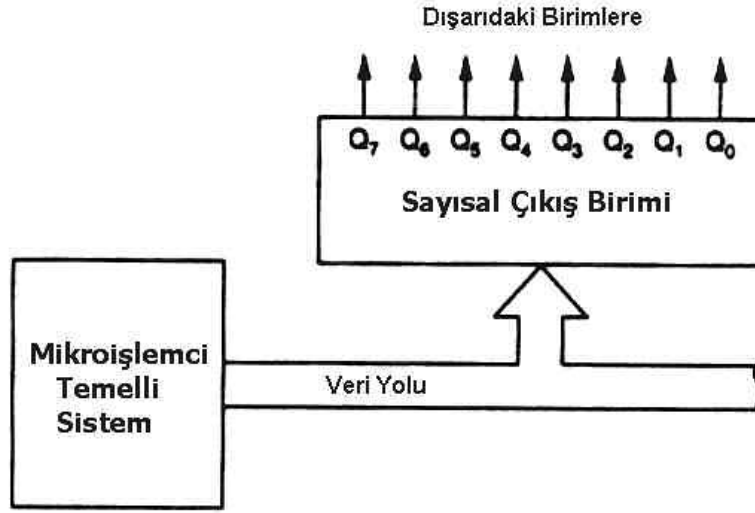 Dışarıdaki Birimlere
Q7 Q6 Q5 Q4 Q3 Q2 Q1 Q0
Sayısal Çıkış Birimi
Mikroişlemci
Temelli
Sistem
Veri Yolu